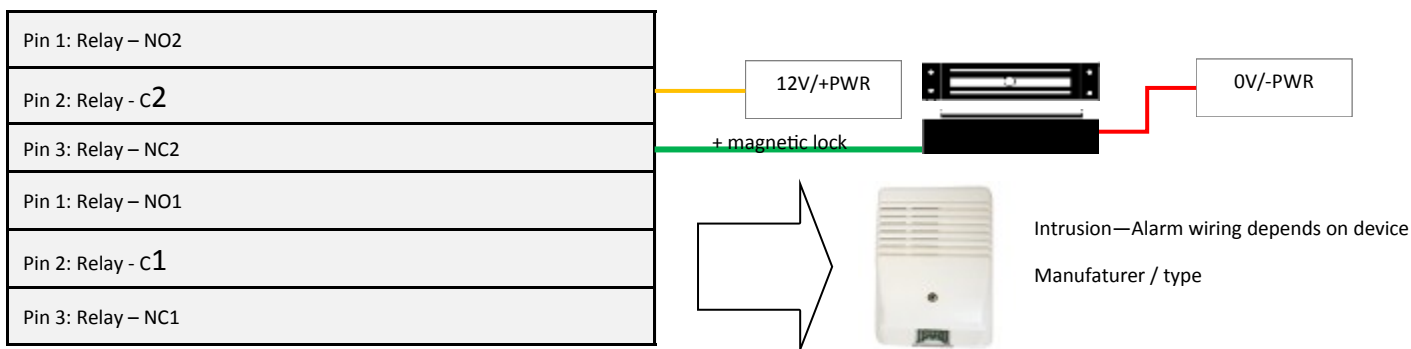 Pin 1: Relay – NO2
Pin 2: Relay - C2
Pin 3: Relay – NC2
Pin 1: Relay – NO1
Pin 2: Relay - C1
Pin 3: Relay – NC1
12V/+PWR
0V/-PWR
+ magnetic lock
Intrusion—Alarm wiring depends on device
Manufaturer / type